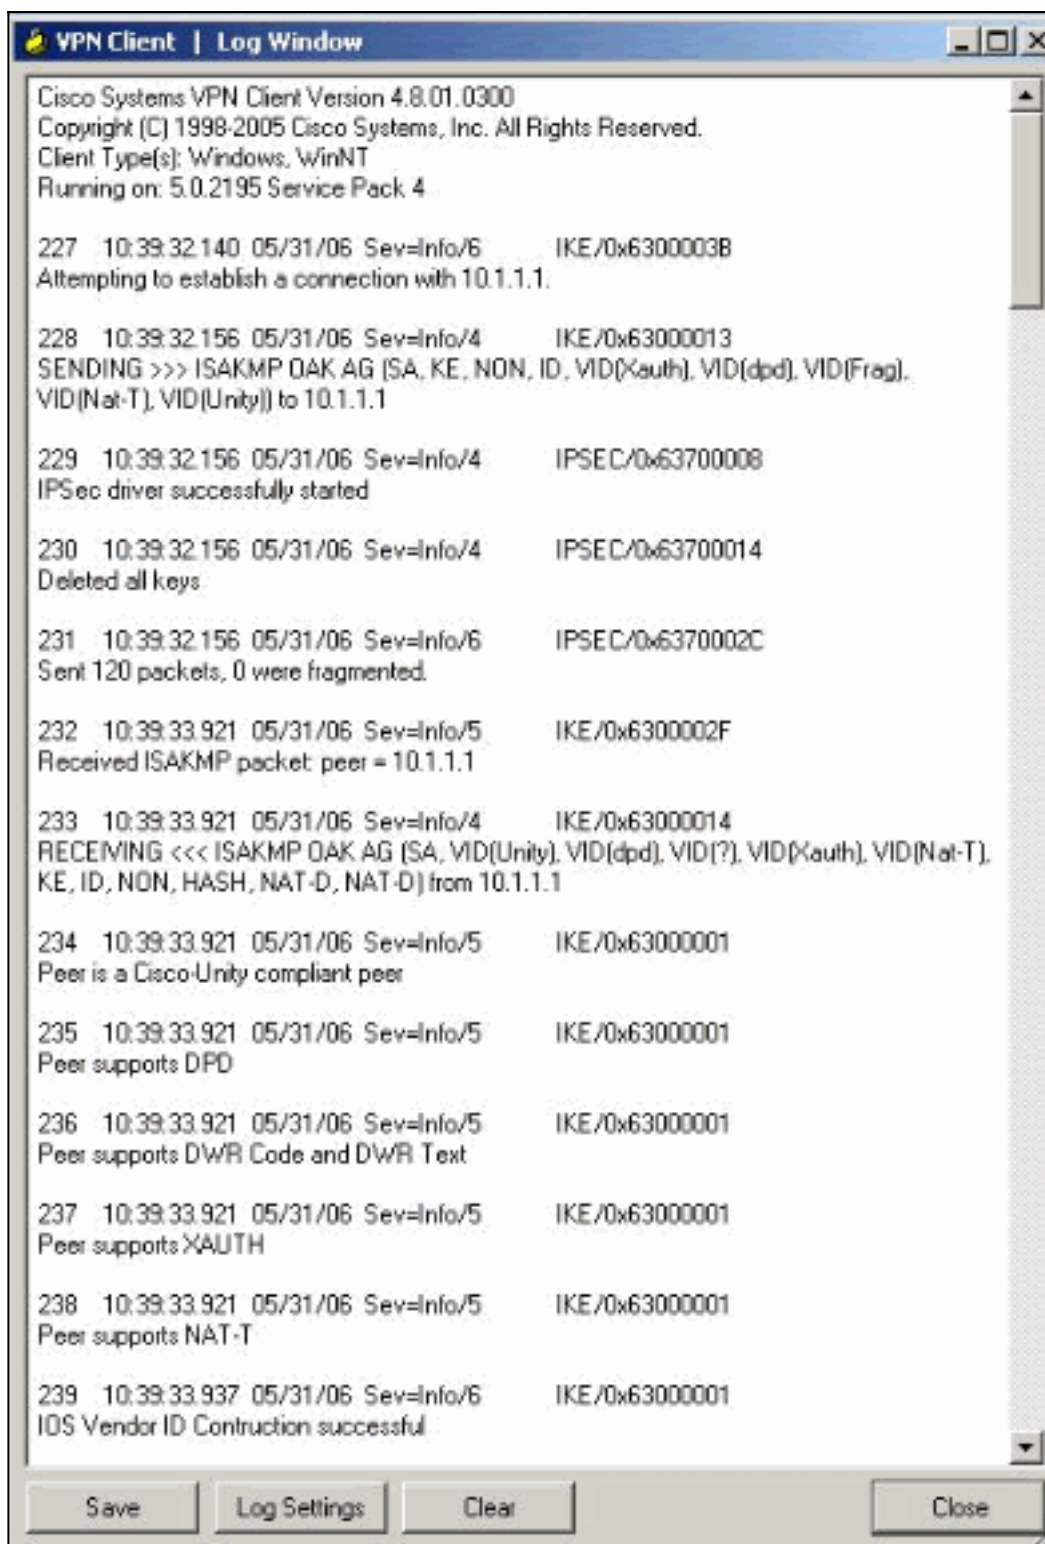 VPN Client | Log Window
Cisco Systems VPN Client Version 4.8.01.0300
Copyright (C) 1998-2005 Cisco Systems, Inc. All Rights Reserved.
Client Type(s): Windows, WinNT
Running on: 5.0.2195 Service Pack 4
227 10:39:32.140 05/31/06 Sev=Info/6 IKE/0x6300003B
Attempting to establish a connection with 10.1.1.1.
228 10:39:32.156 05/31/06 Sev=Info/4 IKE/0x63000013
SENDING >>> ISAKMP OAK AG (SA, KE, NON, ID, VID(Xauth), VID(dpd), VID(Frag),
VID(Nat-T), VID(Unity)) to 10.1.1.1
229 10:39:32.156 05/31/06 Sev=Info/4 IPSEC/0x63700008
IPSec driver successfully started
230 10:39:32.156 05/31/06 Sev=Info/4 IPSEC/0x63700014
Deleted all keys
231 10:39:32.156 05/31/06 Sev=Info/6 IPSEC/0x6370002C
Sent 120 packets, 0 were fragmented.
232 10:39:33.921 05/31/06 Sev=Info/5 IKE/0x6300002F
Received ISAKMP packet: peer = 10.1.1.1
233 10:39:33.921 05/31/06 Sev=Info/4 IKE/0x63000014
RECEIVING <<< ISAKMP OAK AG (SA, VID(Unity), VID(dpd), VID(?), VID(Xauth), VID(Nat-T),
KE, ID, NON, HASH, NAT-D, NAT-D) from 10.1.1.1
234 10:39:33.921 05/31/06 Sev=Info/5 IKE/0x63000001
Peer is a Cisco-Unity compliant peer
235 10:39:33.921 05/31/06 Sev=Info/5 IKE/0x63000001
Peer supports DPD
236 10:39:33.921 05/31/06 Sev=Info/5 IKE/0x63000001
Peer supports DWR Code and DWR Text
237 10:39:33.921 05/31/06 Sev=Info/5 IKE/0x63000001
Peer supports XAUTH
238 10:39:33.921 05/31/06 Sev=Info/5 IKE/0x63000001
Peer supports NAT-T
239 10:39:33.937 05/31/06 Sev=Info/6 IKE/0x63000001
IOS Vendor ID Contruction successful
Save Log Settings Clear Close